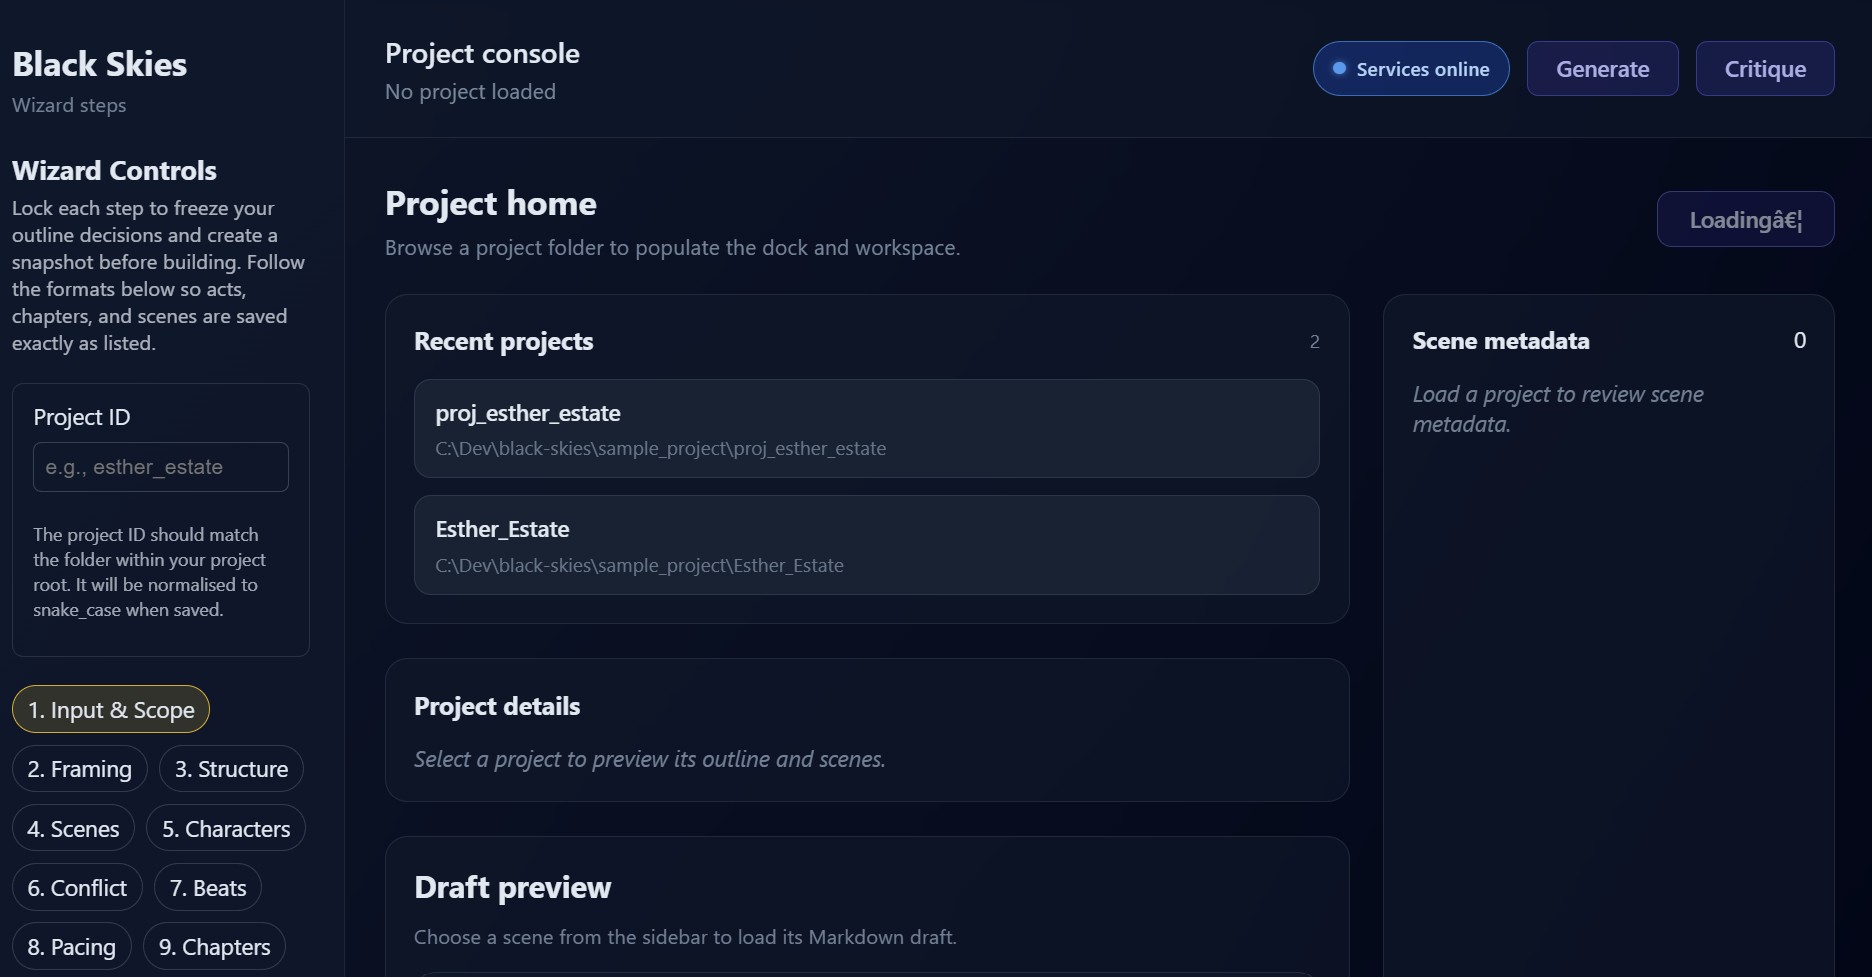 Black Skies
Wizard steps
Wizard Controls
Lock each step to freeze your
outline decisions and create a
snapshot before building. Follow
the formats below so acts,
chapters, and scenes are saved
exactly as listed.
Project ID
e.g., esther_estate
The project ID should match
the folder within your project
root. It will be normalised to
snake_case when saved.
1. Input & Scope
2. Framing
3. Structure
4. Scenes
5. Characters
6. Conflict
7. Beats
8. Pacing
9. Chapters
Project console
No project loaded
Services online
Generate
Critique
Project home
Browse a project folder to populate the dock and workspace.
Loadingâ€¦
Recent projects
2
proj_esther_estate
C:\Dev\black-skies\sample_project\proj_esther_estate
Esther_Estate
C:\Dev\black-skies\sample_project\Esther_Estate
Project details
Select a project to preview its outline and scenes.
Draft preview
Choose a scene from the sidebar to load its Markdown draft.
Scene metadata
0
Load a project to review scene
metadata.